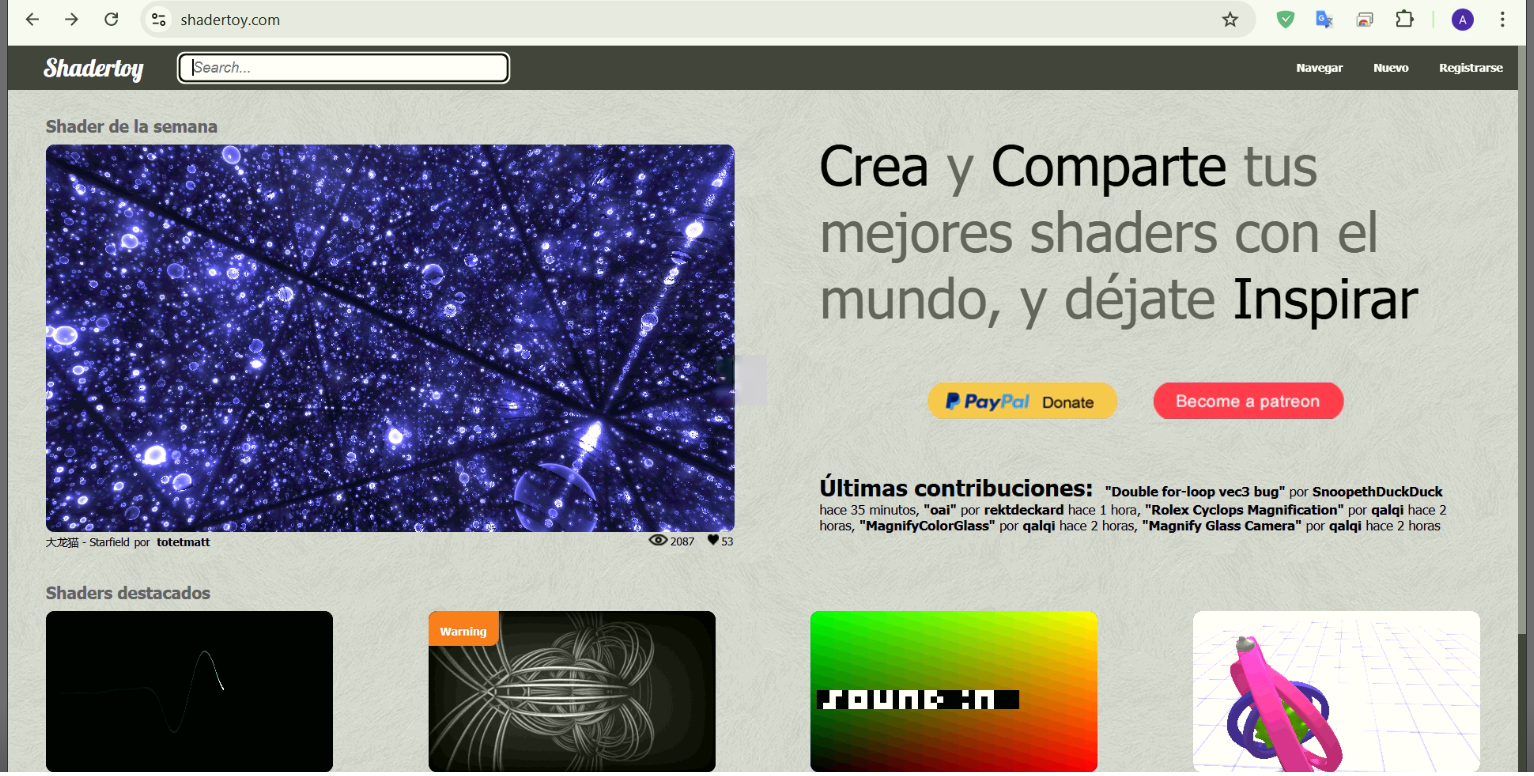 shadertoy.com
A
Shadertoy
Search...
Navegar
Nuevo
Registrarse
Shader de la semana
Crea y Comparte tus
mejores shaders con el
mundo, y déjate Inspirar
PayPal Donate
Become a patreon
Últimas contribuciones: "Double for-loop vec3 bug" por SnoopethDuckDuck
hace 35 minutos, "oai" por rektdeckard hace 1 hora, "Rolex Cyclops Magnification" por qalqi hace 2
horas, "MagnifyColorGlass" por qalqi hace 2 horas, "Magnify Glass Camera" por qalqi hace 2 horas
大龙猫 - Starfield por totetmatt
2087
53
Shaders destacados
Warning
SOUND in